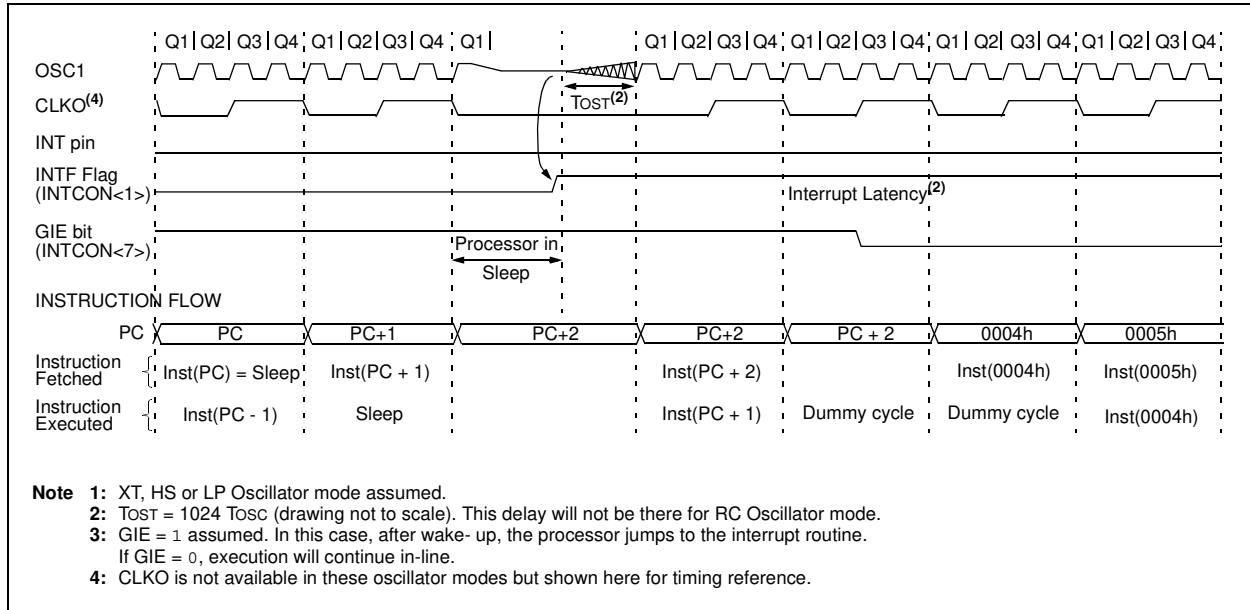 Q1 Q2 Q3 Q4 Q1 Q2 Q3 Q4 Q1 Q1 Q2 Q3 Q4 Q1 Q2 Q3 Q4 Q1 Q2 Q3 Q4 Q1 Q2 Q3 Q4
OSC1
TOST(2)
CLKO(4)
INT pin
INTF Flag
(INTCON<1>)
Interrupt Latency(2)
GIE bit
(INTCON<7>)
Processor in
Sleep
INSTRUCTION FLOW
PC PC PC+1 PC+2 PC+2 PC + 2 0004h 0005h
Instruction
Fetched
Inst(PC) = Sleep Inst(PC + 1) Inst(PC + 2) Inst(0004h) Inst(0005h)
Instruction
Executed
Inst(PC - 1) Sleep Inst(PC + 1) Dummy cycle Dummy cycle Inst(0004h)
Note 1: XT, HS or LP Oscillator mode assumed.
2: TOST = 1024 TOSC (drawing not to scale). This delay will not be there for RC Oscillator mode.
3: GIE = 1 assumed. In this case, after wake- up, the processor jumps to the interrupt routine.
If GIE = 0, execution will continue in-line.
4: CLKO is not available in these oscillator modes but shown here for timing reference.